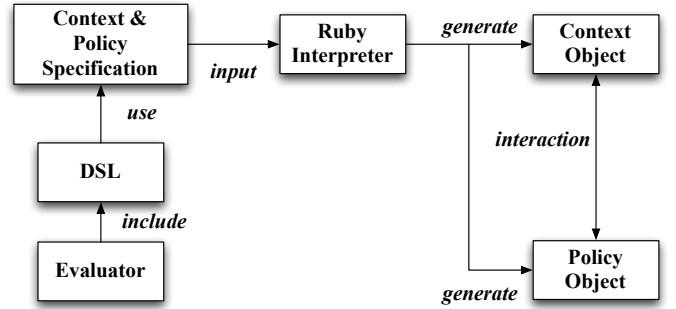 Context &
Policy
Specification
input
Ruby
Interpreter
generate
Context
Object
use
interaction
DSL
include
Evaluator
Policy
Object
generate